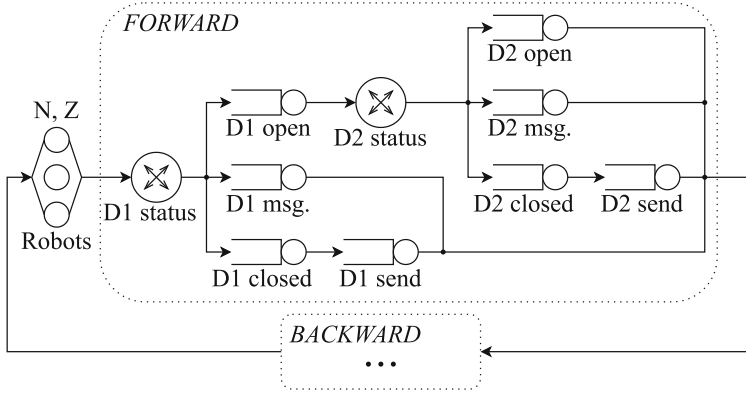 FORWARD
D2 open
N, Z
D1 open
D2 status
D2 msg.
D1 status
D1 msg.
D2 closed
D2 send
Robots
D1 closed
D1 send
BACKWARD
...